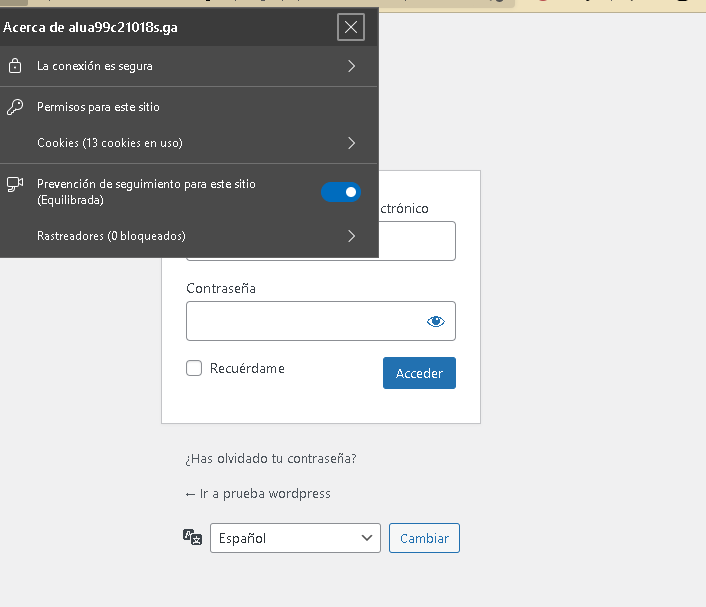 Acerca de alua99c21018s.ga
La conexión es segura
Permisos para este sitio
Cookies (13 cookies en uso)
Prevención de seguimiento para este sitio
(Equilibrada)
Rastreadores (0 bloqueados)
ctrónico
Contraseña
Recuérdame
Acceder
¿Has olvidado tu contraseña?
← Ir a prueba wordpress
Español
Cambiar